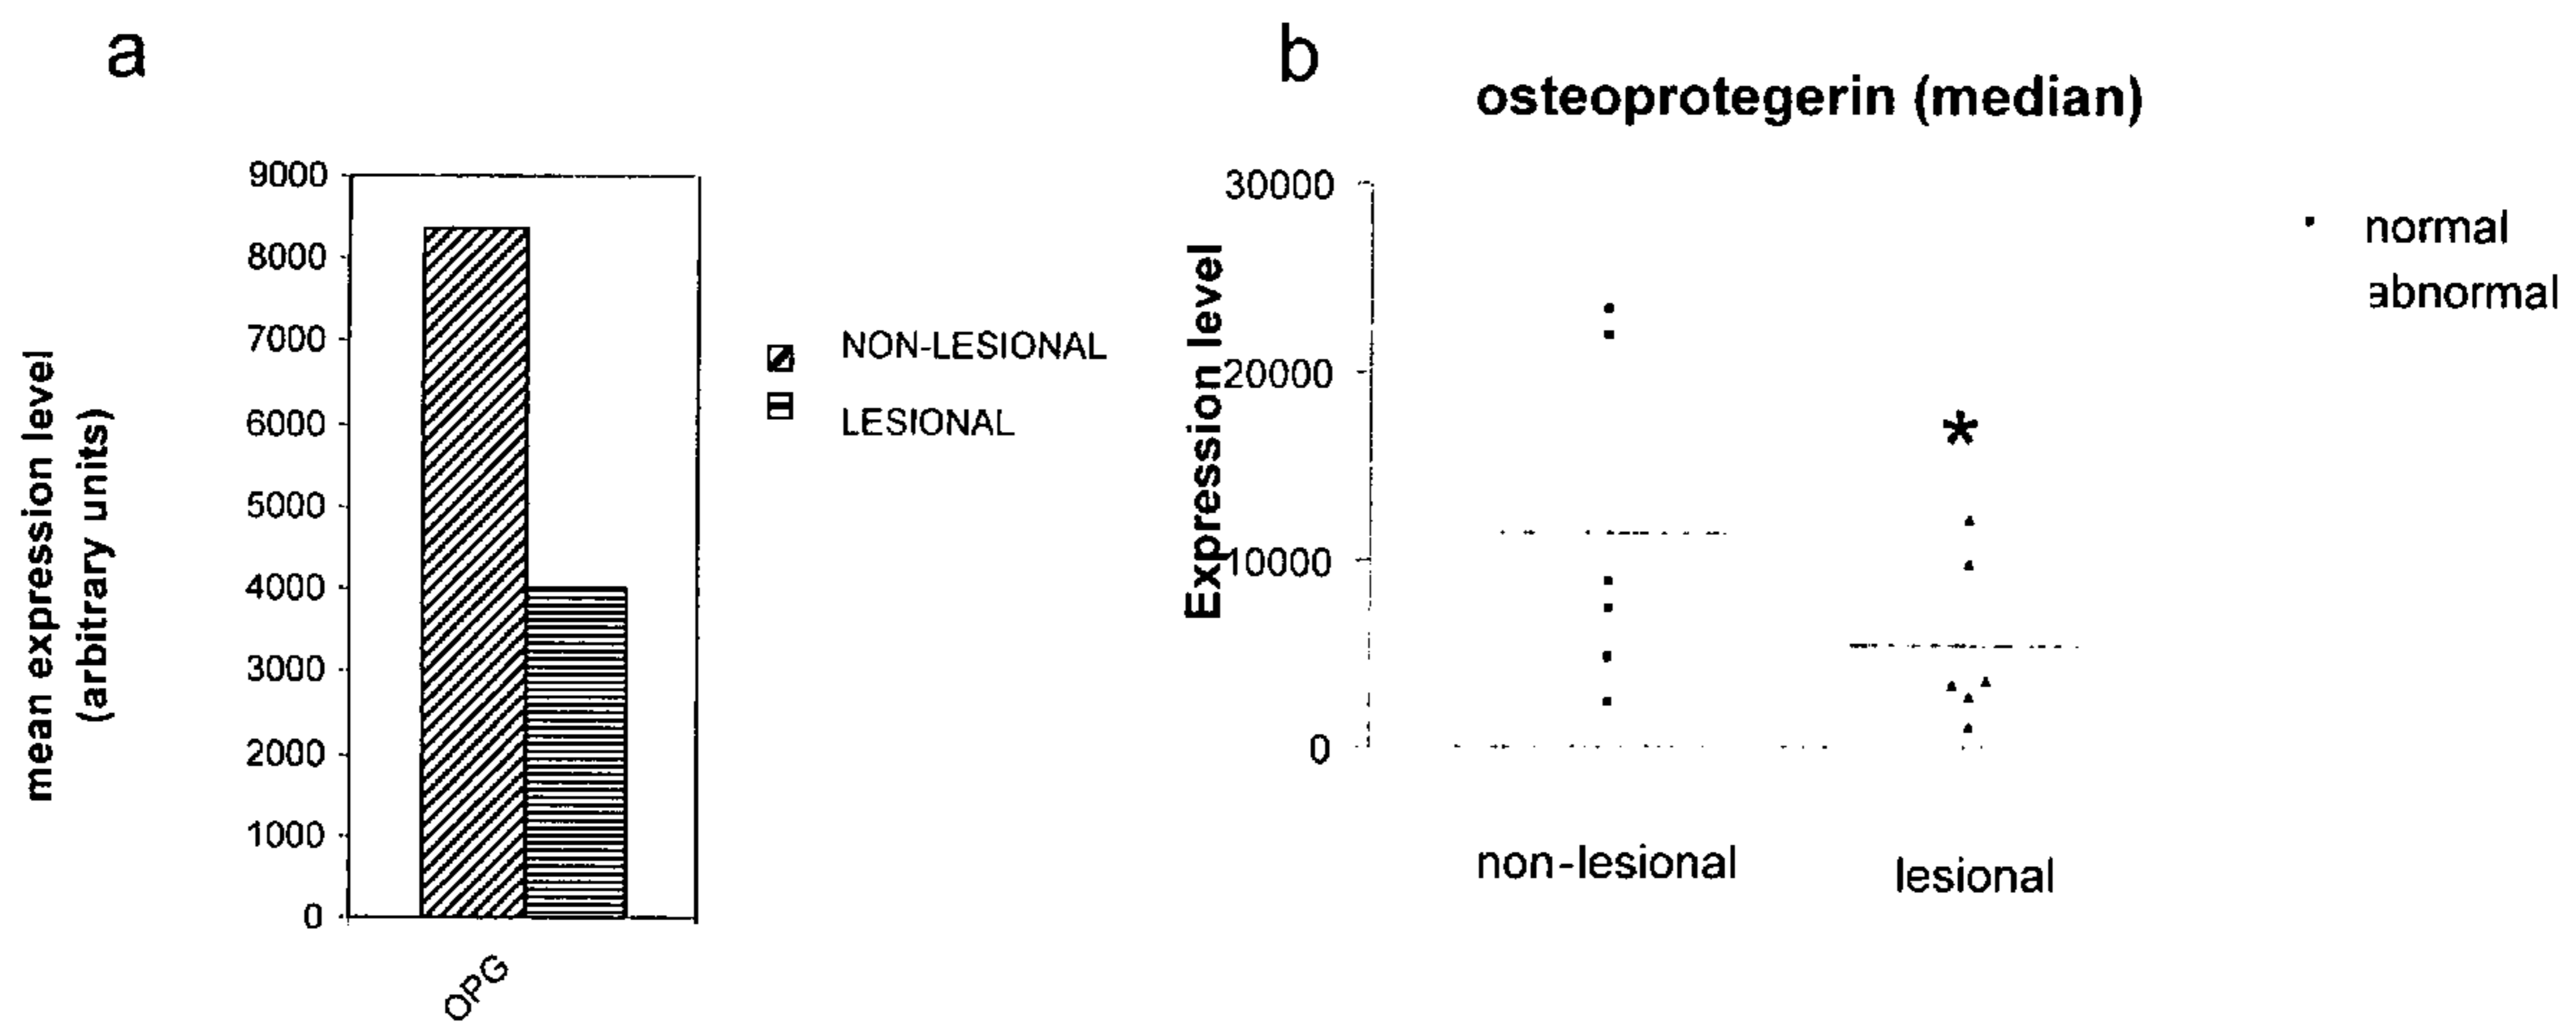 a
mean expression level
(arbitrary units)
9000
8000
7000
6000
5000
4000
3000
2000
1000
0
OPG
NON-LESIONAL
LESIONAL
b
osteoprotegerin (median)
Expression level
30000
20000
10000
0
*
non-lesional
lesional
normal
abnormal